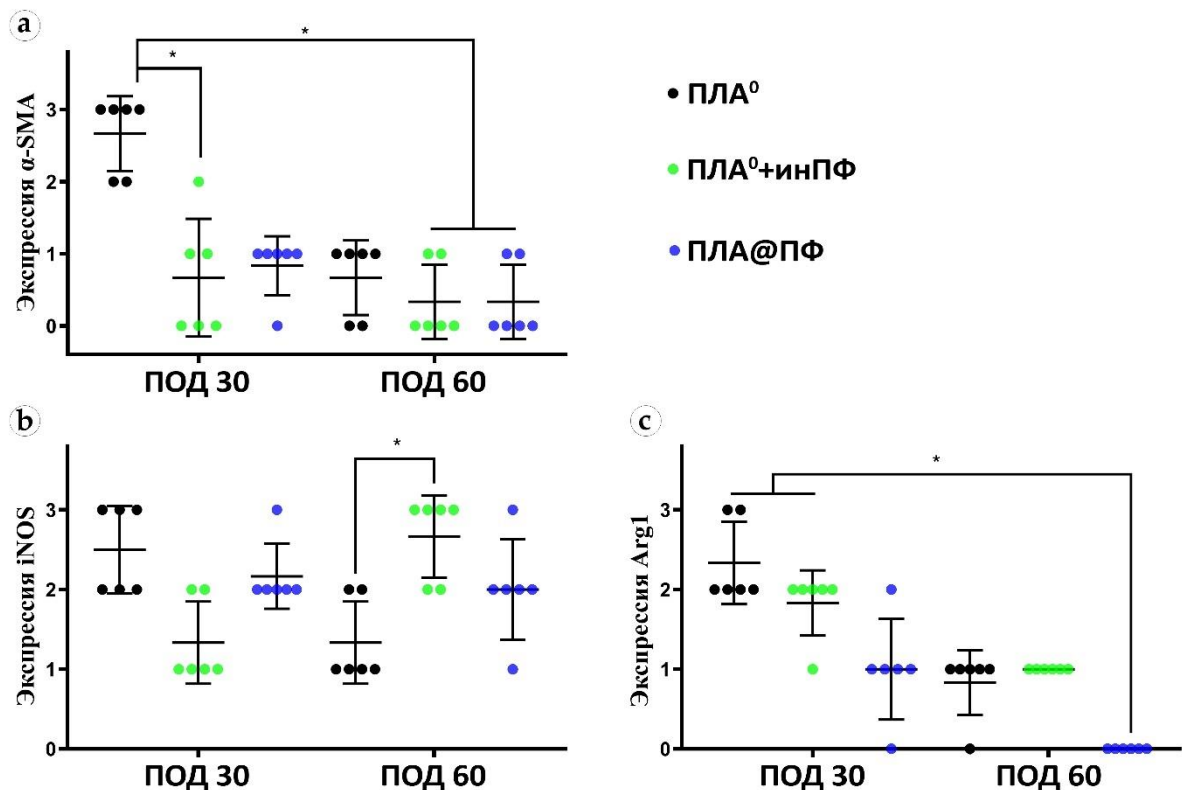 a
*
*
Экспрессия α-SMA
3
2
1
0
ПОД 30
ПОД 60
ПЛА⁰
ПЛА⁰+инПФ
ПЛА@ПФ
b
*
Экспрессия iNOS
3
2
1
0
ПОД 30
ПОД 60
c
*
Экспрессия Arg1
3
2
1
0
ПОД 30
ПОД 60